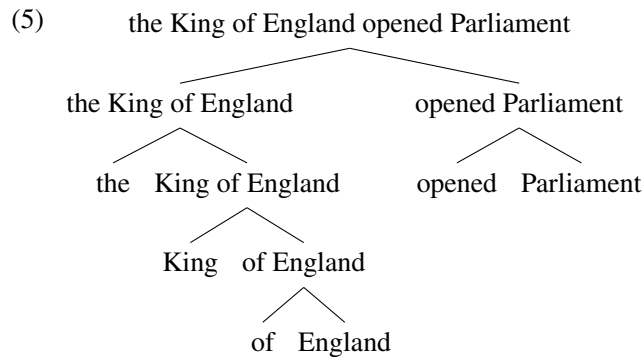 (5) the King of England opened Parliament
the King of England opened Parliament
the King of England opened Parliament
King of England
of England